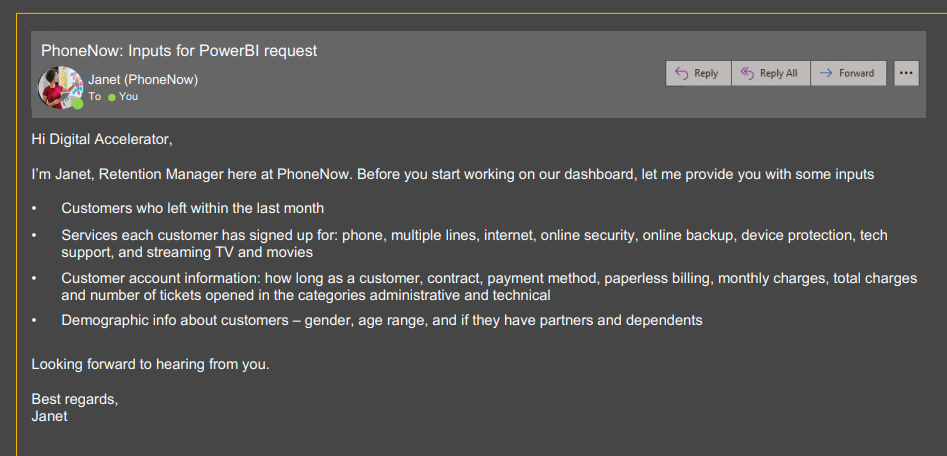 PhoneNow: Inputs for PowerBI request
Janet (PhoneNow)
To You
Reply
Reply All
Forward
Hi Digital Accelerator,
I’m Janet, Retention Manager here at PhoneNow. Before you start working on our dashboard, let me provide you with some inputs
• Customers who left within the last month
• Services each customer has signed up for: phone, multiple lines, internet, online security, online backup, device protection, tech
support, and streaming TV and movies
• Customer account information: how long as a customer, contract, payment method, paperless billing, monthly charges, total charges
and number of tickets opened in the categories administrative and technical
• Demographic info about customers – gender, age range, and if they have partners and dependents
Looking forward to hearing from you.
Best regards,
Janet